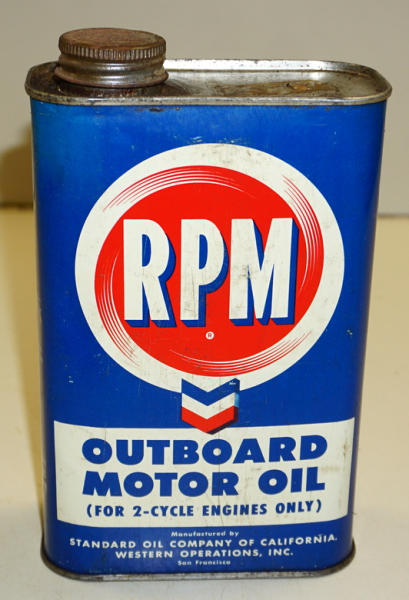 RPM
®
OUTBOARD
MOTOR OIL
(FOR 2-CYCLE ENGINES ONLY)
Manufactured by
STANDARD OIL COMPANY OF CALIFORNIA,
WESTERN OPERATIONS, INC.
San Francisco